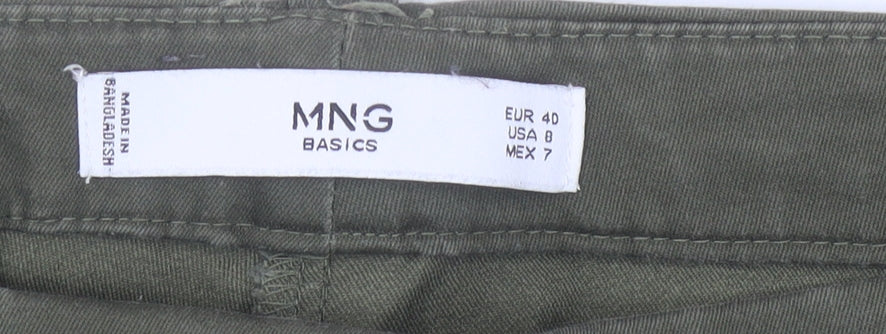 MADE IN
BANGLADESH
MNG
BASICS
EUR 40
USA 8
MEX 7